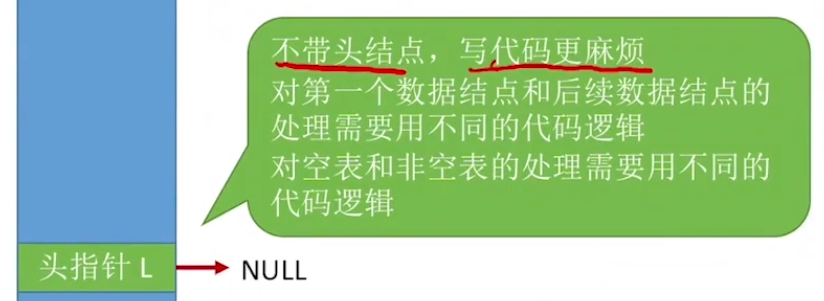 不带头结点，写代码更麻烦
对第一个数据结点和后续数据结点的
处理需要用不同的代码逻辑
对空表和非空表的处理需要用不同的
代码逻辑
头指针 L
NULL